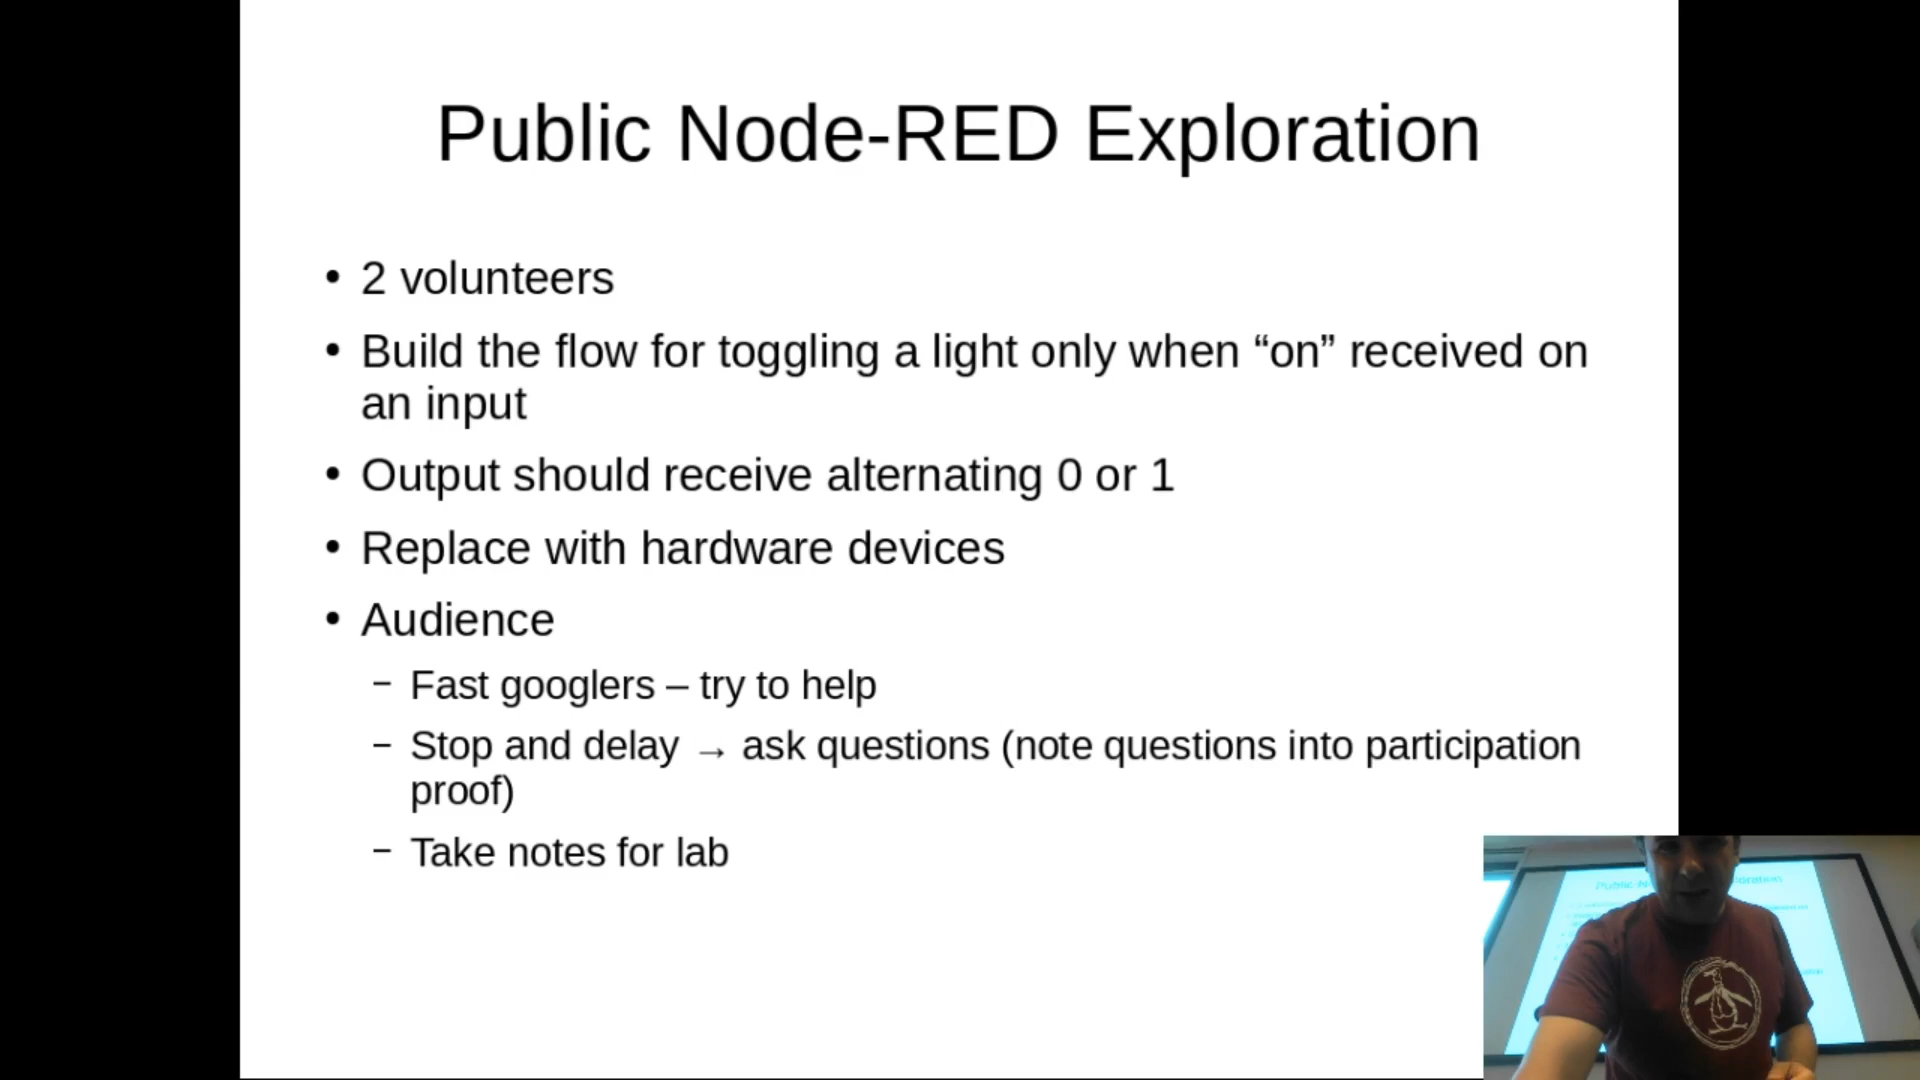 Public Node-RED Exploration
• 2 volunteers
• Build the flow for toggling a light only when “on” received on
an input
• Output should receive alternating 0 or 1
• Replace with hardware devices
• Audience
– Fast googlers – try to help
– Stop and delay → ask questions (note questions into participation
proof)
– Take notes for lab